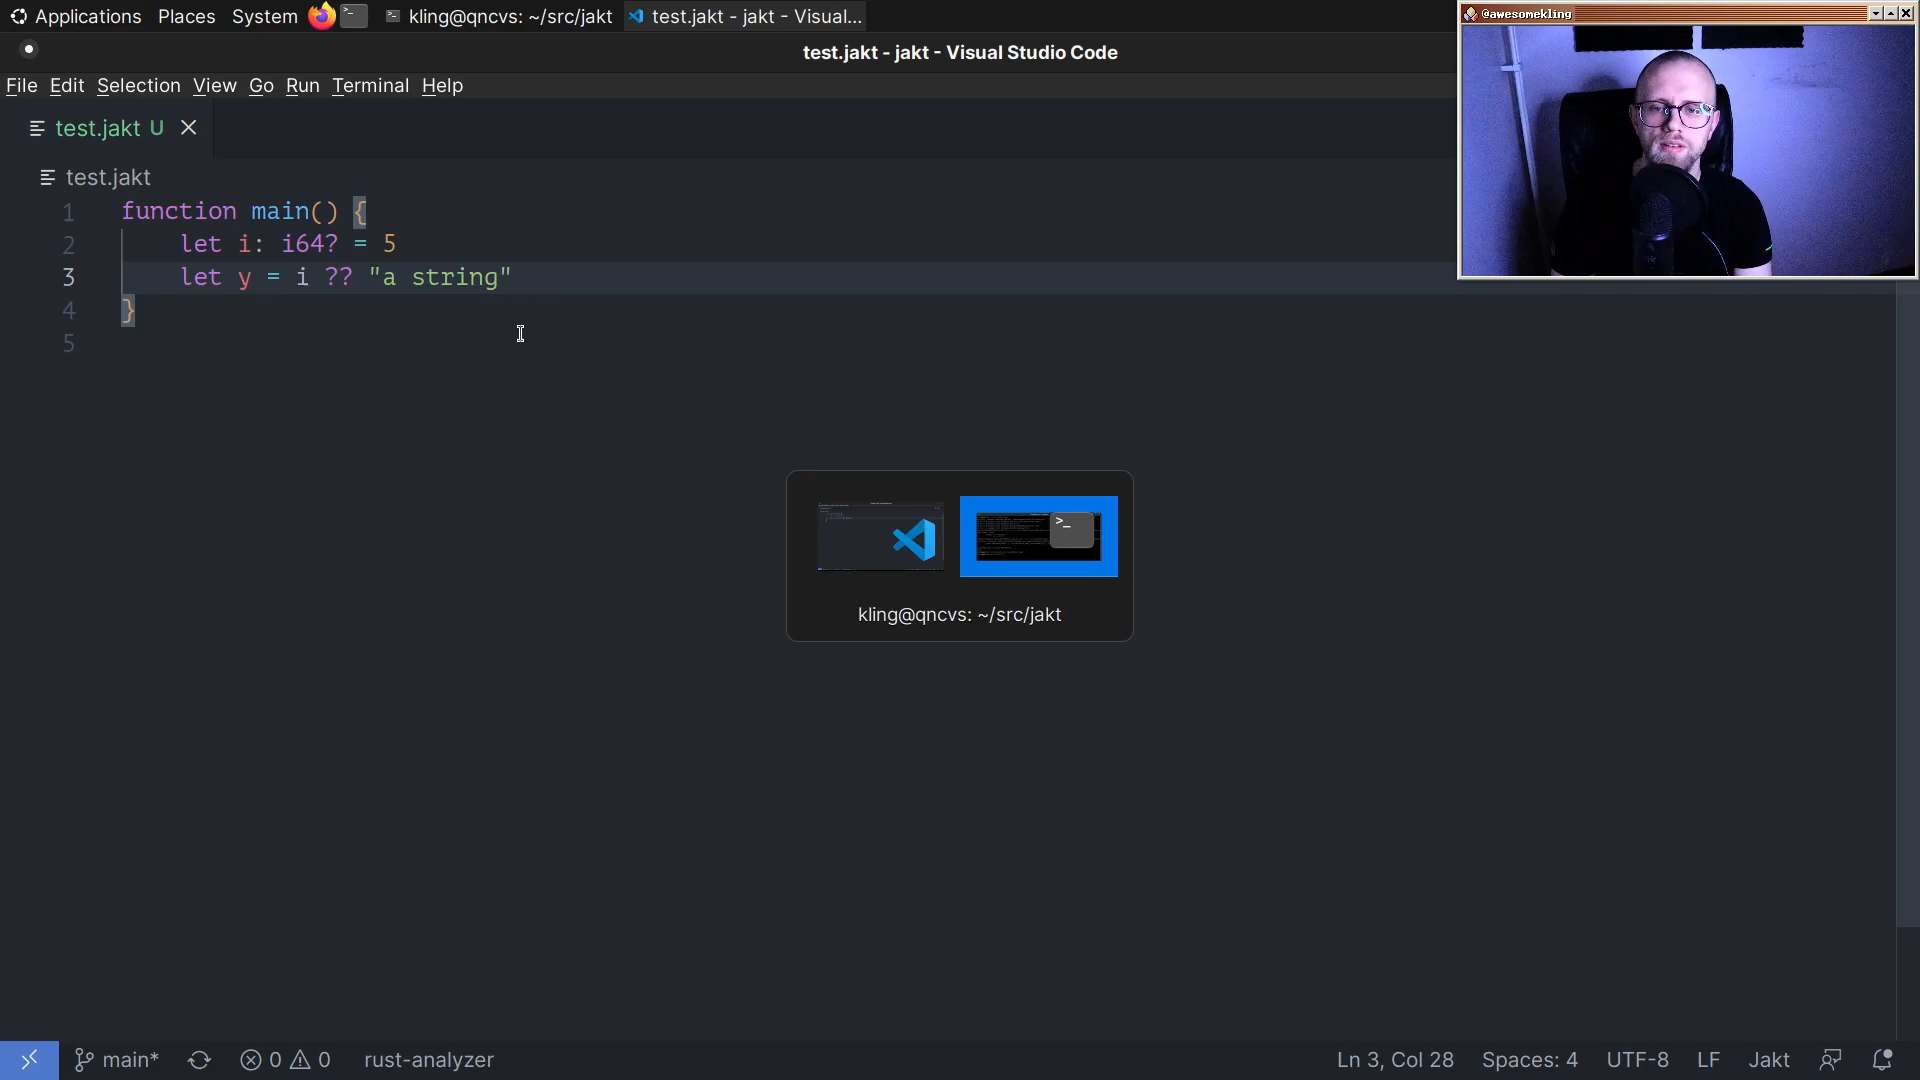 Applications Places System kling@qncvs: ~/src/jakt test.jakt - jakt - Visual...
@awesomekling
test.jakt - jakt - Visual Studio Code
File Edit Selection View Go Run Terminal Help
test.jakt U
test.jakt
1 function main() {
2 let i: i64? = 5
3 let y = i ?? "a string"
4 }
5
>_
kling@qncvs: ~/src/jakt
main* 0 0 rust-analyzer Ln 3, Col 28 Spaces: 4 UTF-8 LF Jakt